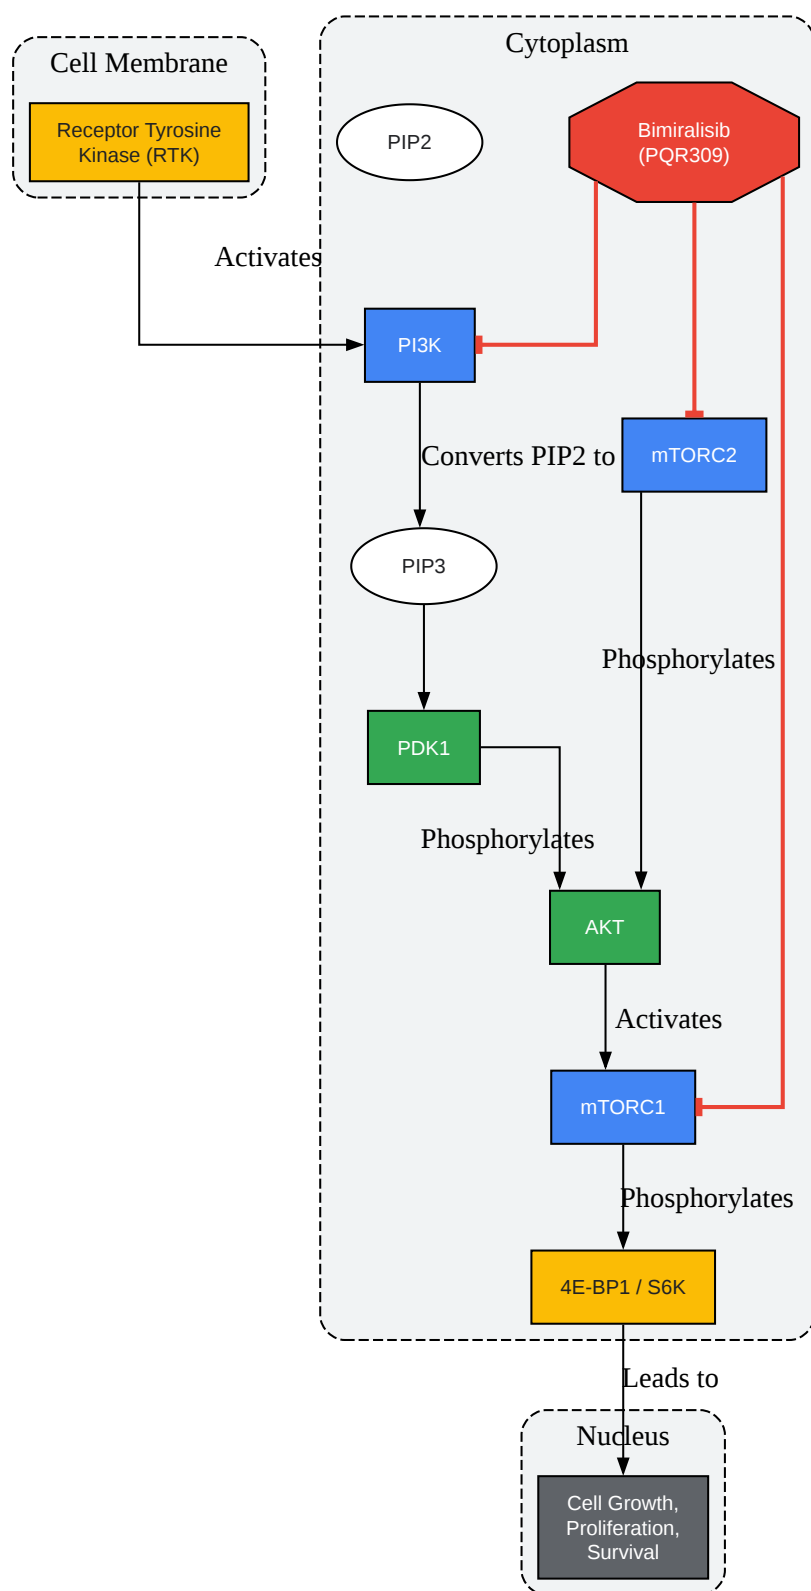 Cell Membrane
Receptor Tyrosine
Kinase (RTK)
Cytoplasm
PIP2
Bimiralisib
(PQR309)
Activates
PI3K
Converts PIP2 to
mTORC2
PIP3
Phosphorylates
PDK1
Phosphorylates
AKT
Activates
mTORC1
Phosphorylates
4E-BP1 / S6K
Leads to
Nucleus
Cell Growth,
Proliferation,
Survival